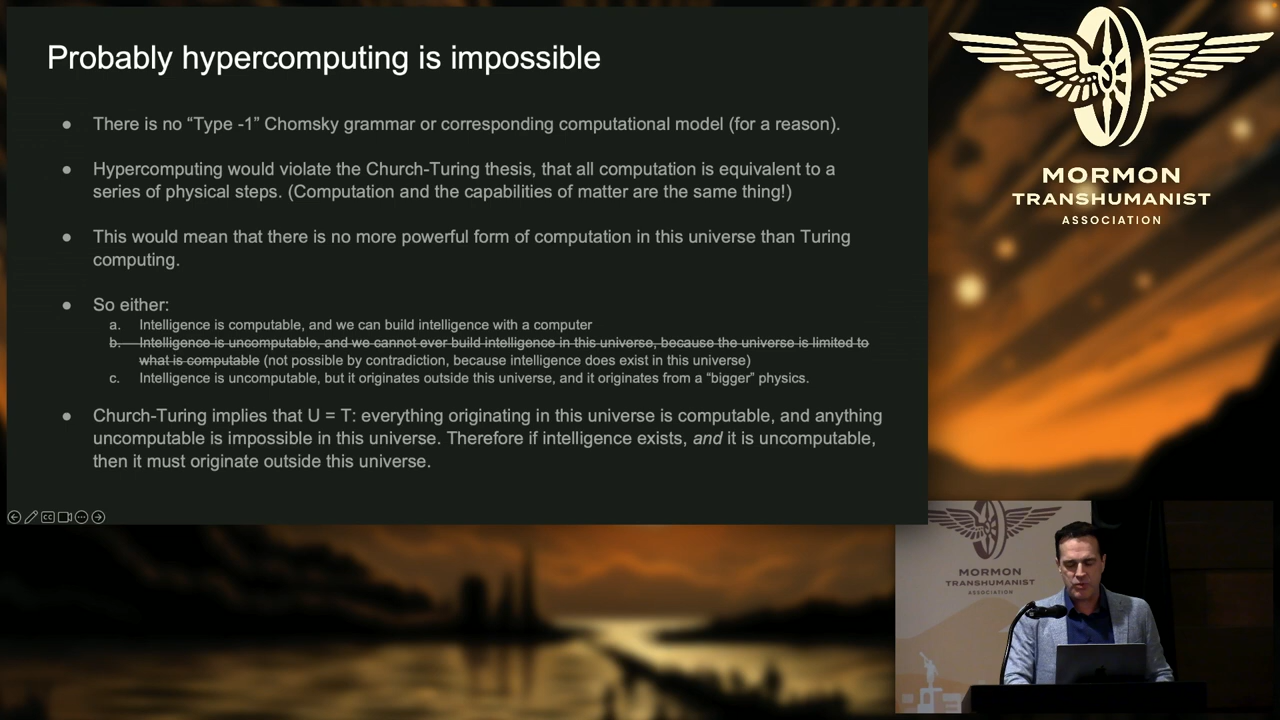 Probably hypercomputing is impossible
● There is no “Type -1” Chomsky grammar or corresponding computational model (for a reason).
● Hypercomputing would violate the Church-Turing thesis, that all computation is equivalent to a
series of physical steps. (Computation and the capabilities of matter are the same thing!)
● This would mean that there is no more powerful form of computation in this universe than Turing
computing.
● So either:
a. Intelligence is computable, and we can build intelligence with a computer
b. Intelligence is uncomputable, and we cannot ever build intelligence in this universe, because the universe is limited to
what is computable (not possible by contradiction, because intelligence does exist in this universe)
c. Intelligence is uncomputable, but it originates outside this universe, and it originates from a “bigger” physics.
● Church-Turing implies that U = T: everything originating in this universe is computable, and anything
uncomputable is impossible in this universe. Therefore if intelligence exists, and it is uncomputable,
then it must originate outside this universe.
CC
MORMON
TRANSHUMANIST
ASSOCIATION
MORMON
TRANSHUMANIST
ASSOCIATION